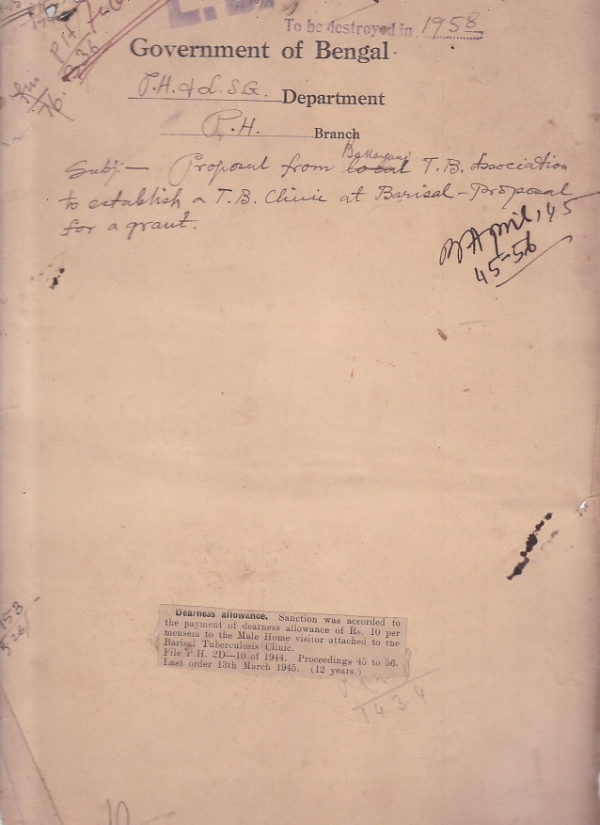 To be destroyed in 1958
Government of Bengal
P.H. & L.S.G. Department
P.H. Branch
Subj:— Proposal from local T.B. Association
to establish a T.B. Clinic at Barisal – Proposal
for a grant.
April, 45
45-56
Dearness allowance. Sanction was accorded to
the payment of dearness allowance of Rs. 10 per
mensem to the Male Home visitor attached to the
Barisal Tuberculosis Clinic.
File P.H. 2D—10 of 1944. Proceedings 45 to 56.
Last order 13th March 1945. (12 years.)